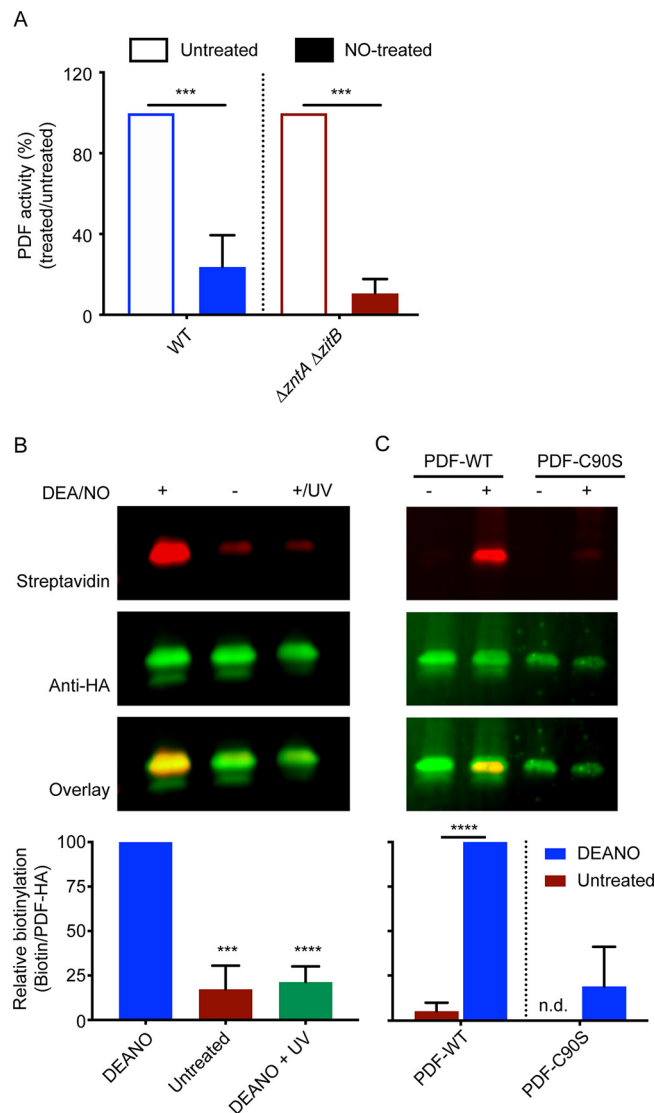 A
Untreated
NO-treated
PDF activity (%)
(treated/untreated)
120
80
40
0
***
***
WT
ΔzntA ΔzitB
B
DEA/NO
+
-
+/UV
Streptavidin
Anti-HA
Overlay
Relative biotinylation
(Biotin/PDF-HA)
100
75
50
25
0
***
****
DEANO
Untreated
DEANO + UV
C
PDF-WT
PDF-C90S
-
+
-
+
****
DEANO
Untreated
n.d.
PDF-WT
PDF-C90S